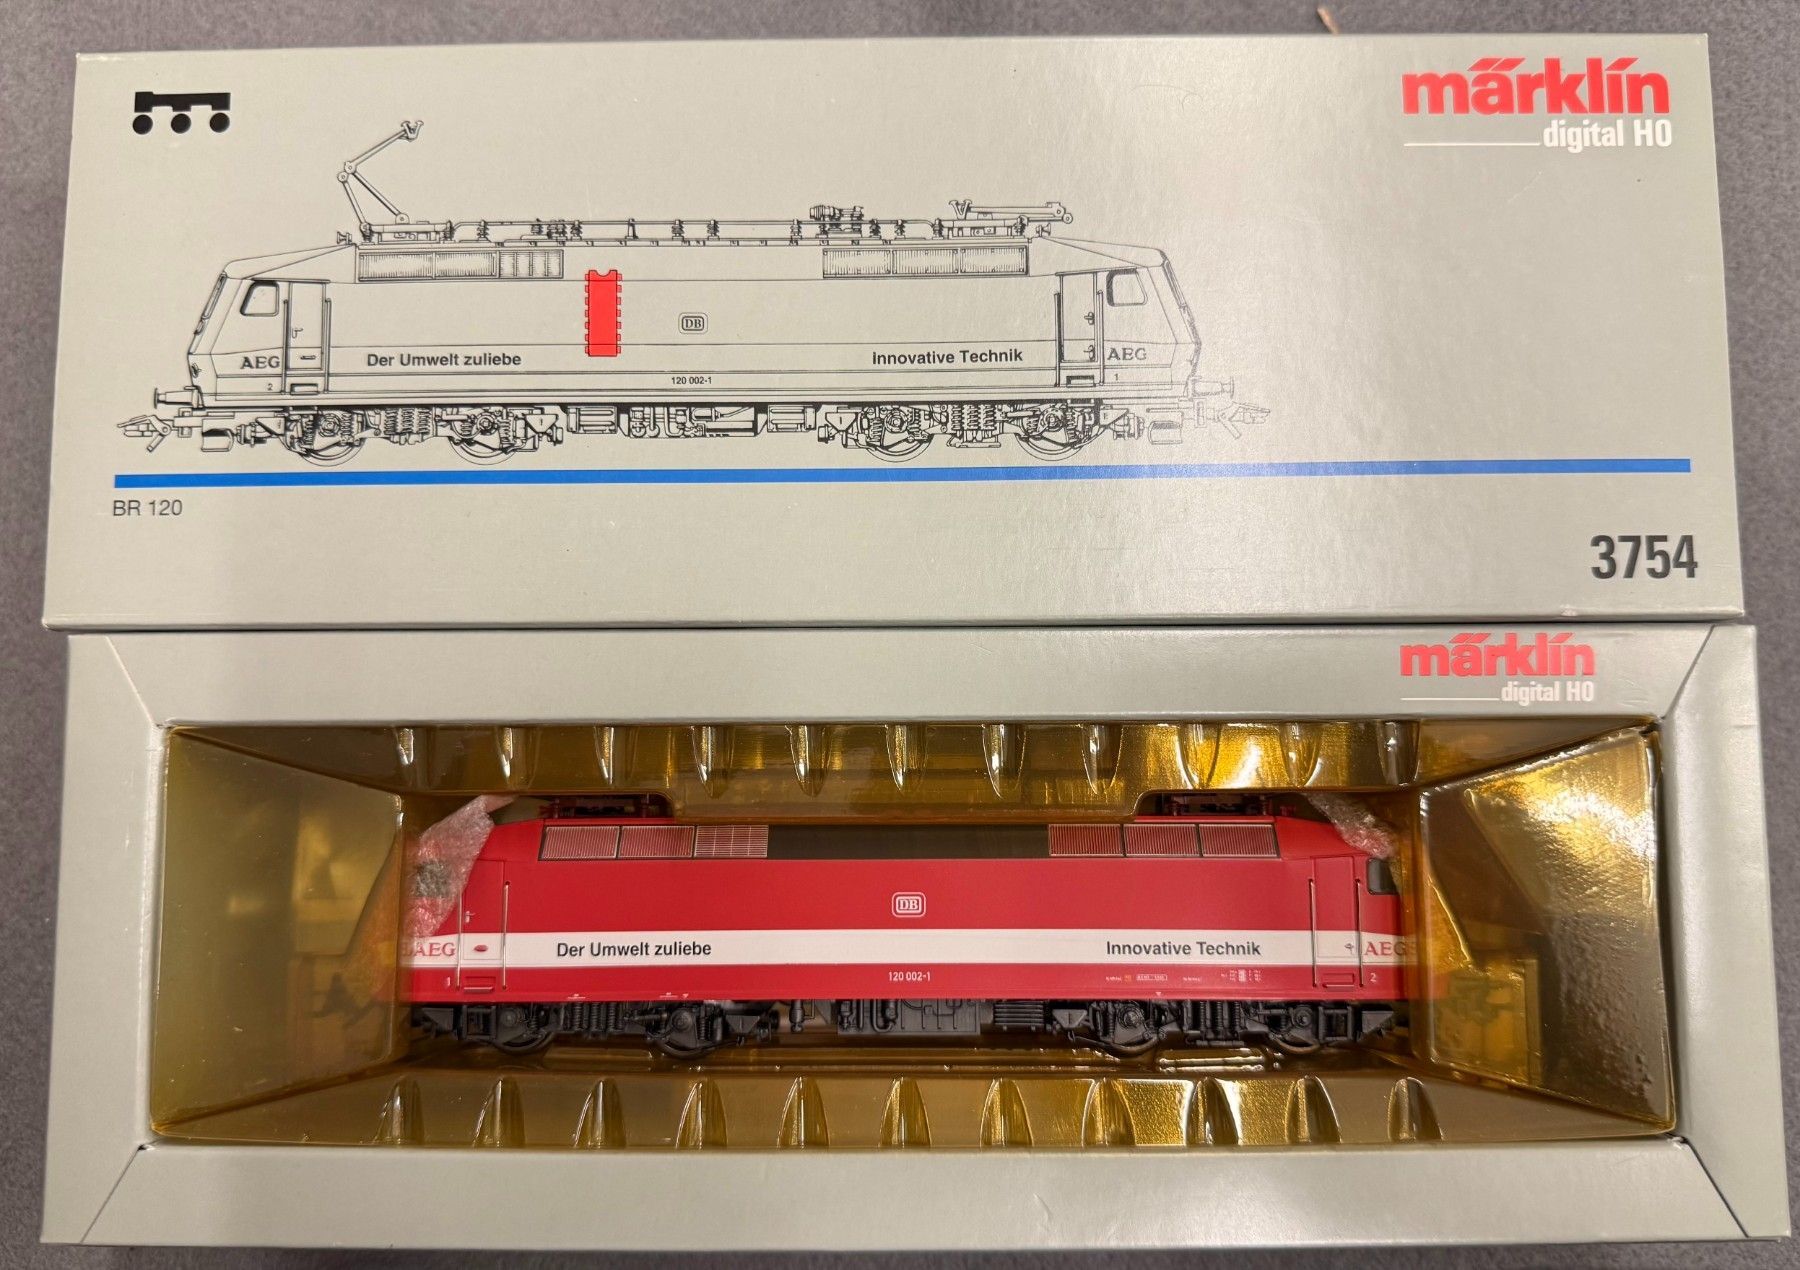 märklin
digital H0
DB
AEG
Der Umwelt zuliebe
innovative Technik
AEG
2
120 002-1
1
BR 120
3754
märklin
digital H0
DB
AEG
Der Umwelt zuliebe
Innovative Technik
AEG
1
120 002-1
2